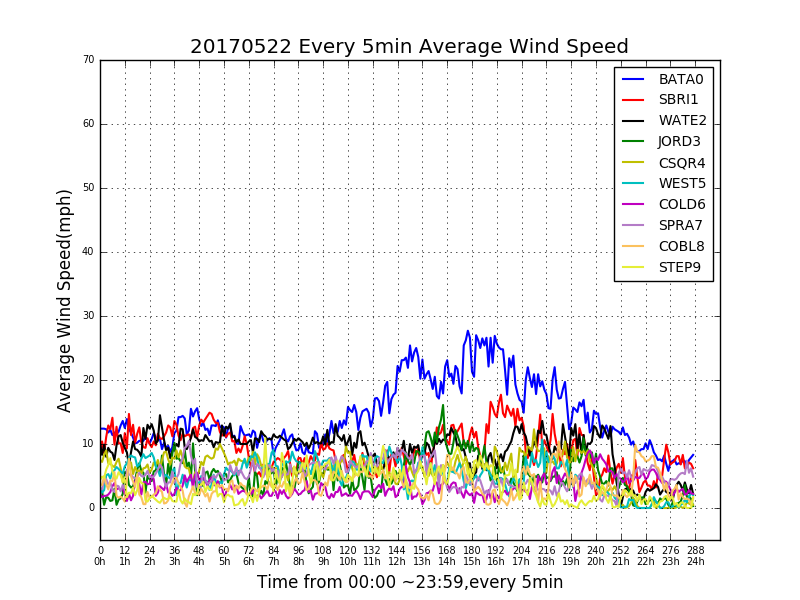 20170522 Every 5min Average Wind Speed
70
60
50
40
30
20
10
0
Average Wind Speed(mph)
BATA0
SBRI1
WATE2
JORD3
CSQR4
WEST5
COLD6
SPRA7
COBL8
STEP9
0 12 24 36 48 60 72 84 96 108 120 132 144 156 168 180 192 204 216 228 240 252 264 276 288
0h 1h 2h 3h 4h 5h 6h 7h 8h 9h 10h 11h 12h 13h 14h 15h 16h 17h 18h 19h 20h 21h 22h 23h 24h
Time from 00:00 ~23:59,every 5min